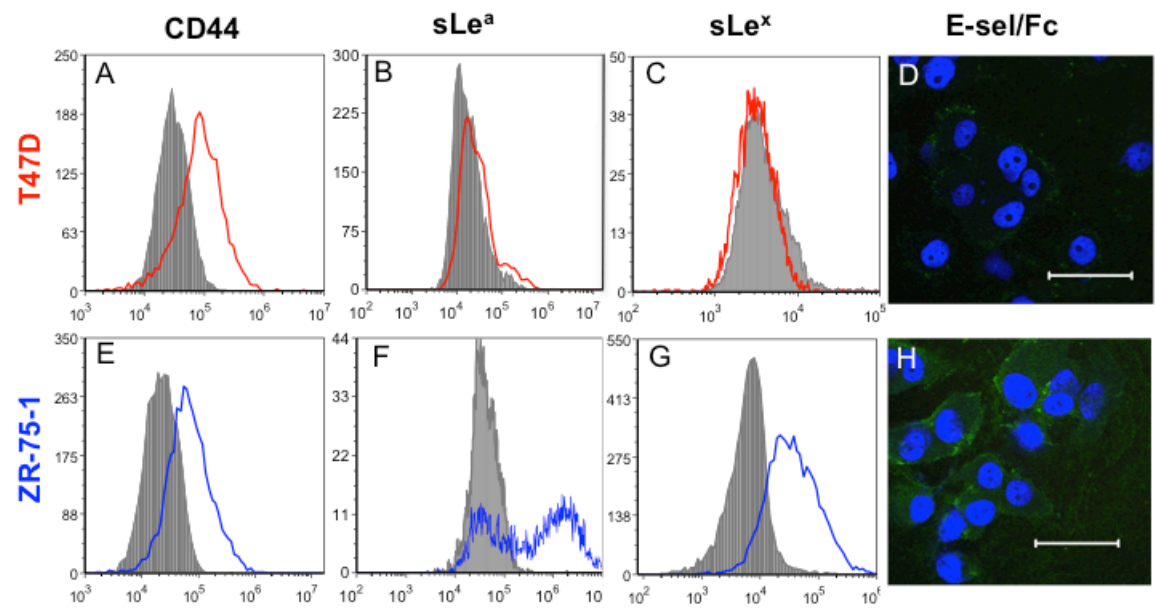 CD44 sLeᵃ sLeˣ E-sel/Fc
T47D
A
250
188
125
63
0
10³ 10⁴ 10⁵ 10⁶ 10⁷
B
300
225
150
75
0
10² 10³ 10⁴ 10⁵ 10⁶ 10⁷
C
50
38
25
13
0
10² 10³ 10⁴ 10⁵
D
ZR-75-1
E
350
263
175
88
0
10³ 10⁴ 10⁵ 10⁶ 10⁷
F
44
33
22
11
0
10² 10³ 10⁴ 10⁵ 10⁶ 10
G
550
413
275
138
0
10² 10³ 10⁴ 10⁵ 10⁶
H